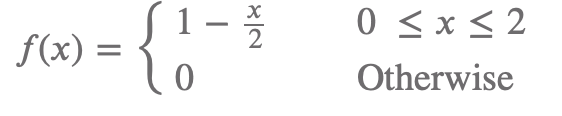 f(x) = { 1 − x/2    0 ≤ x ≤ 2
0    Otherwise